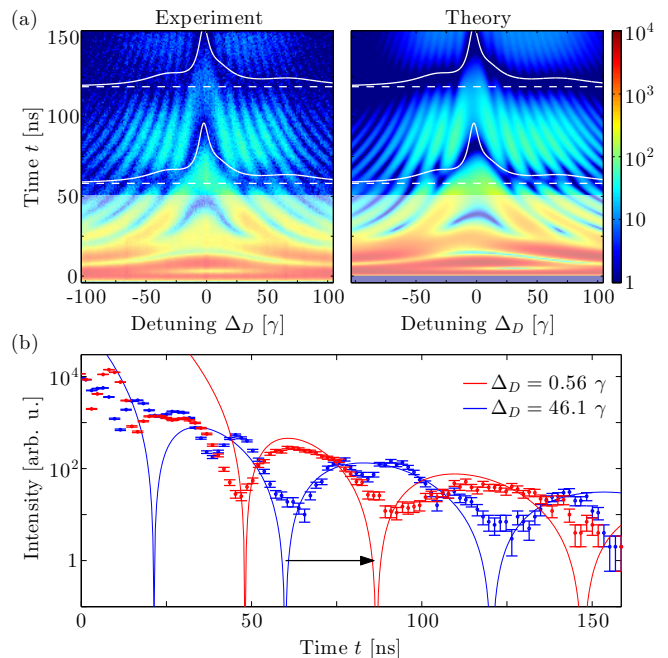 (a)
Experiment
Theory
150
100
50
0
Time t [ns]
-100
-50
0
50
100
-50
0
50
100
Detuning Δ_D [γ]
Detuning Δ_D [γ]
10^4
10^3
10^2
10
1
(b)
Δ_D = 0.56 γ
Δ_D = 46.1 γ
10^4
10^2
1
Intensity [arb. u.]
0
50
100
150
Time t [ns]